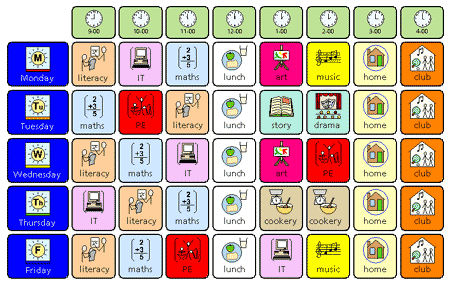 9-00 10-00 11-00 12-00 1-00 2-00 3-00 4-00
M
Monday literacy IT maths lunch art music home club
Tu
Tuesday maths PE literacy lunch story drama home club
W
Wednesday literacy maths IT lunch art PE home club
Th
Thursday IT literacy maths lunch cookery cookery home club
F
Friday literacy maths PE lunch IT music home club